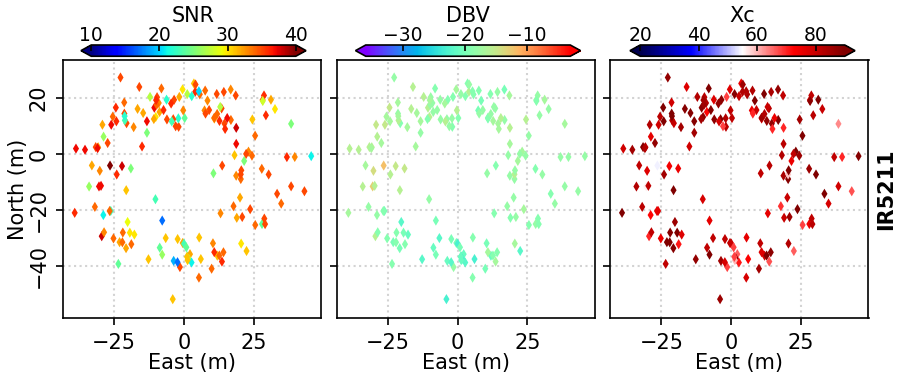 SNR DBV Xc
10 20 30 40 −30 −20 −10 20 40 60 80
North (m)
20
0
−20
−40
−25 0 25 −25 0 25 −25 0 25
East (m) East (m) East (m)
IR5211